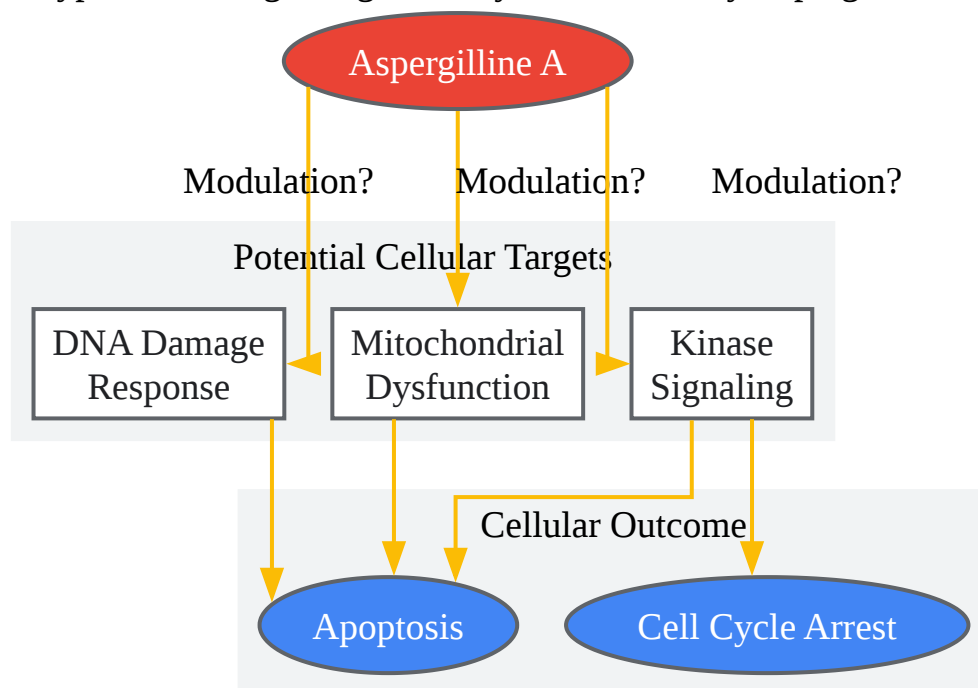 Aspergilline A
Modulation? Modulation? Modulation?
Potential Cellular Targets
DNA Damage
Response
Mitochondrial
Dysfunction
Kinase
Signaling
Cellular Outcome
Apoptosis
Cell Cycle Arrest